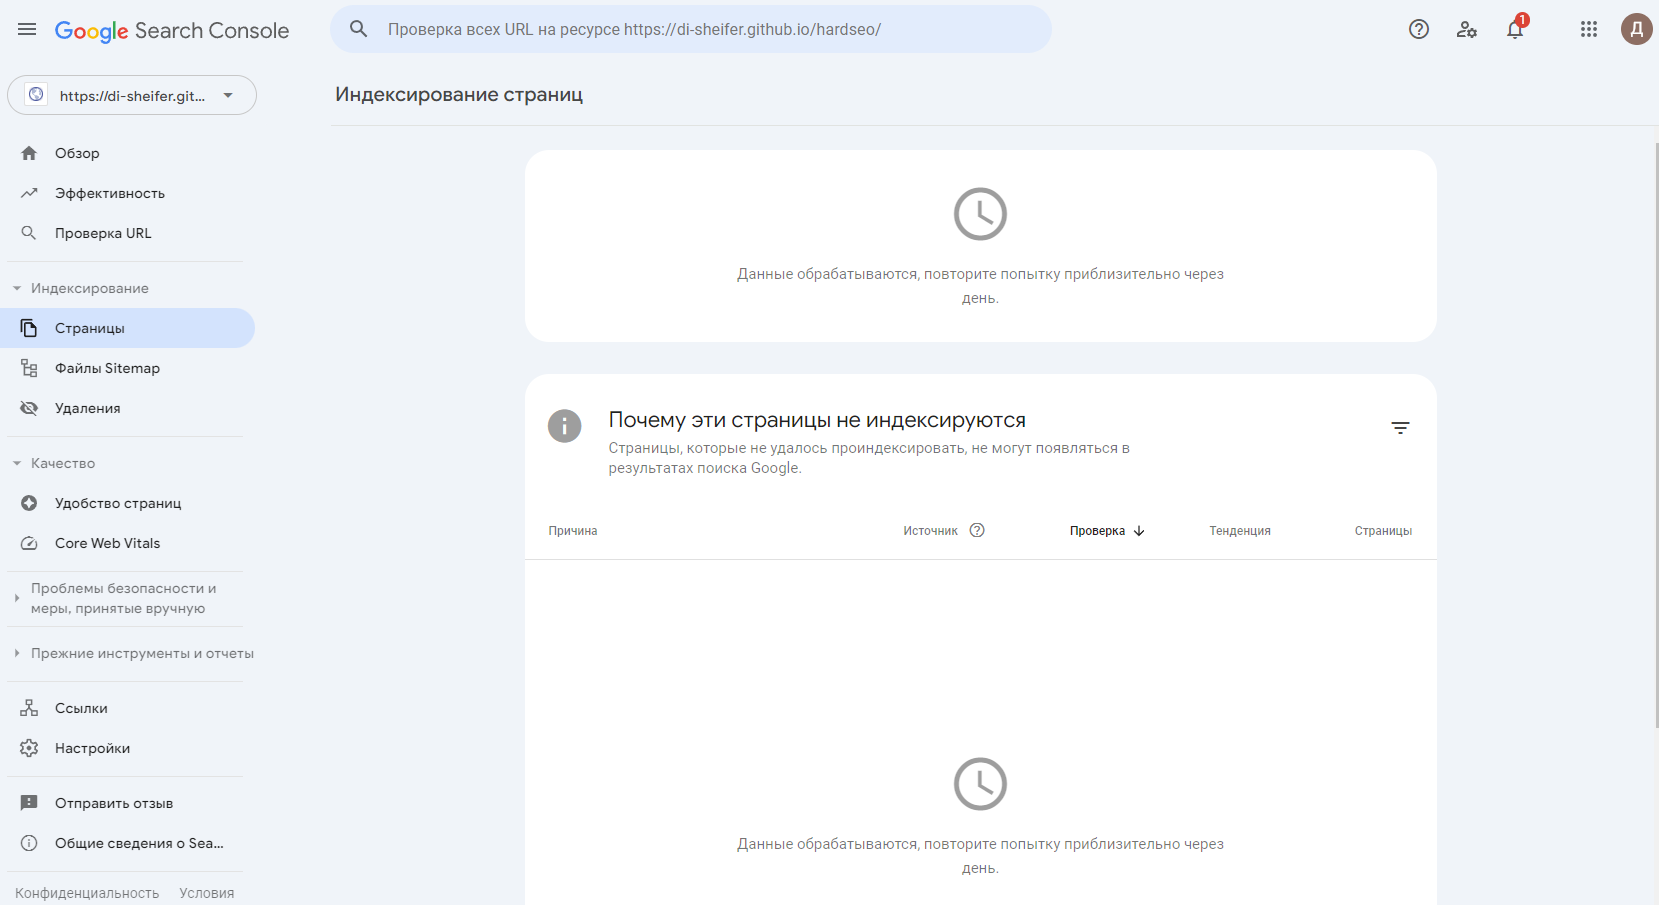 Google Search Console
Проверка всех URL на ресурсе https://di-sheifer.github.io/hardseo/
1
Д
https://di-sheifer.git...
Индексирование страниц
Обзор
Эффективность
Проверка URL
Индексирование
Страницы
Файлы Sitemap
Удаления
Качество
Удобство страниц
Core Web Vitals
Проблемы безопасности и
меры, принятые вручную
Прежние инструменты и отчеты
Ссылки
Настройки
Отправить отзыв
Общие сведения о Sea...
Конфиденциальность Условия
Данные обрабатываются, повторите попытку приблизительно через
день.
Почему эти страницы не индексируются
Страницы, которые не удалось проиндексировать, не могут появляться в
результатах поиска Google.
Причина Источник Проверка Тенденция Страницы
Данные обрабатываются, повторите попытку приблизительно через
день.